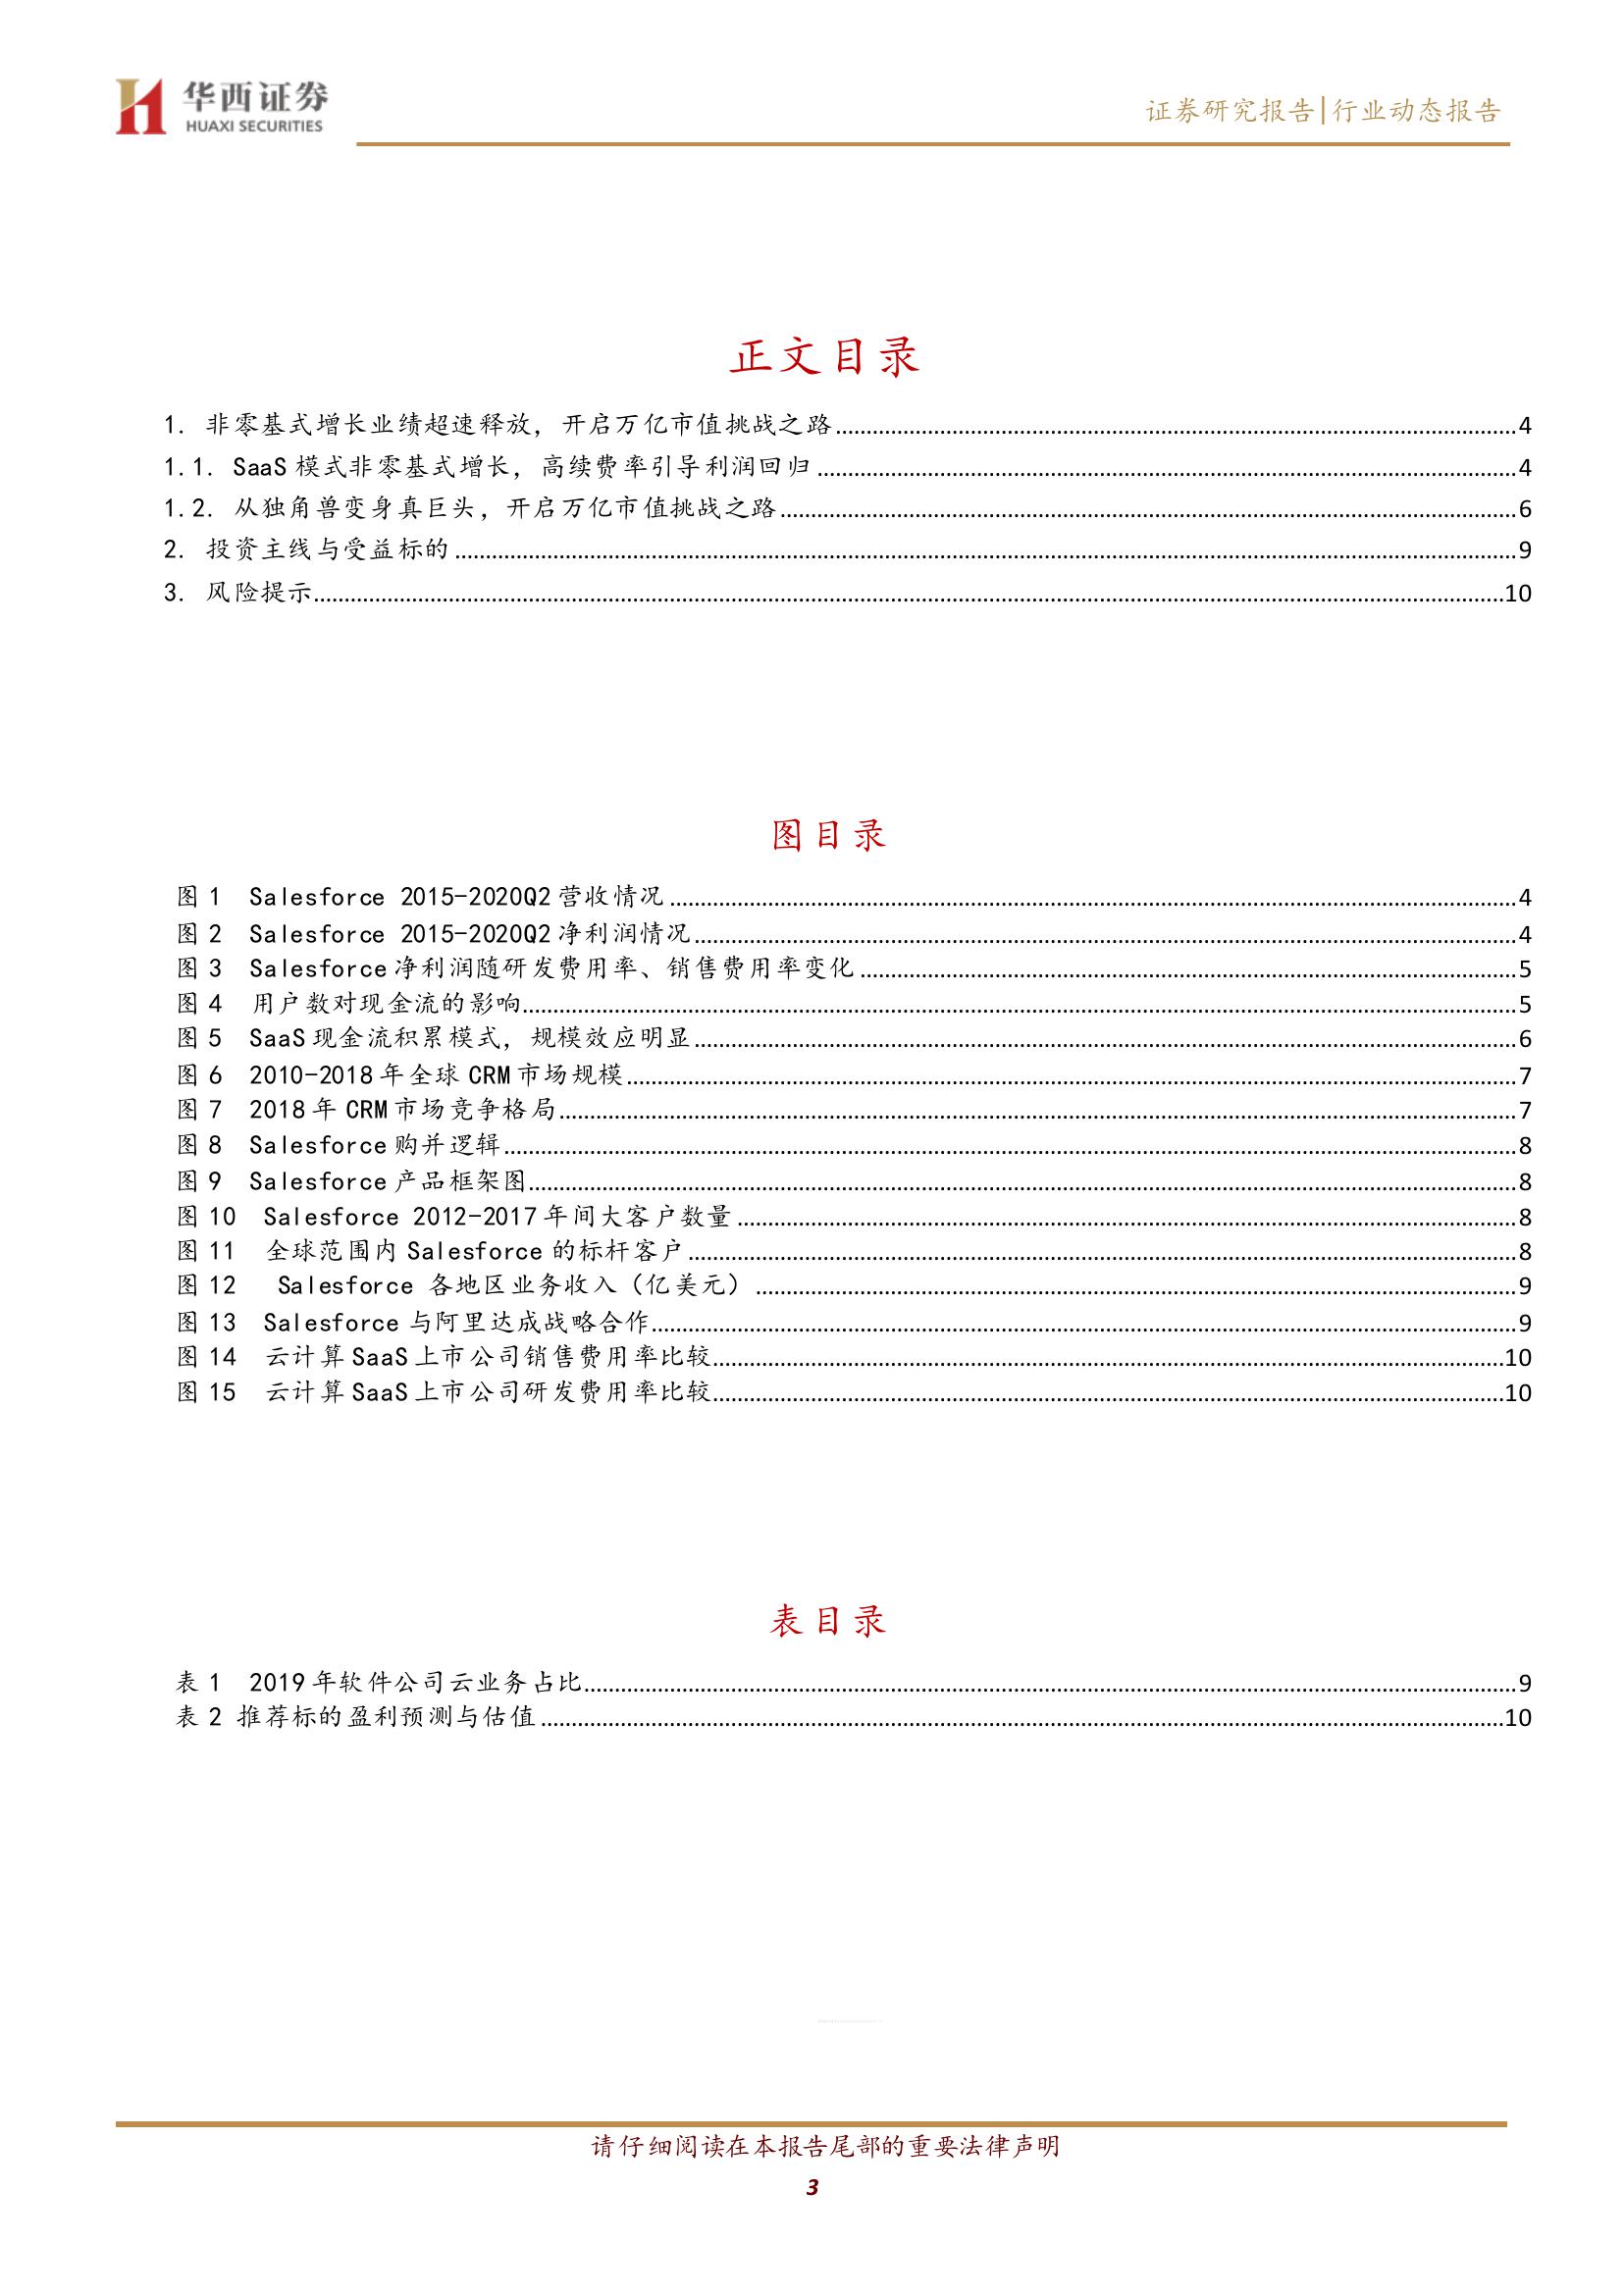 华西证券
HUAXI SECURITIES
证券研究报告|行业动态报告
正文目录
1. 非零基式增长业绩超速释放，开启万亿市值挑战之路........4
1.1. SaaS 模式非零基式增长，高续费率引导利润回归........4
1.2. 从独角兽变身真巨头，开启万亿市值挑战之路........6
2. 投资主线与受益标的........9
3. 风险提示........10
图目录
图 1 Salesforce 2015-2020Q2 营收情况........4
图 2 Salesforce 2015-2020Q2 净利润情况........4
图 3 Salesforce 净利润随研发费用率、销售费用率变化........5
图 4 用户数对现金流的影响........5
图 5 SaaS 现金流积累模式，规模效应明显........6
图 6 2010-2018 年全球 CRM 市场规模........7
图 7 2018 年 CRM 市场竞争格局........7
图 8 Salesforce 购并逻辑........8
图 9 Salesforce 产品框架图........8
图 10 Salesforce 2012-2017 年间大客户数量........8
图 11 全球范围内 Salesforce 的标杆客户........8
图 12 Salesforce 各地区业务收入（亿美元）........9
图 13 Salesforce 与阿里达成战略合作........9
图 14 云计算 SaaS 上市公司销售费用率比较........10
图 15 云计算 SaaS 上市公司研发费用率比较........10
表目录
表 1 2019 年软件公司云业务占比........9
表 2 推荐标的盈利预测与估值........10
请仔细阅读在本报告尾部的重要法律声明
3